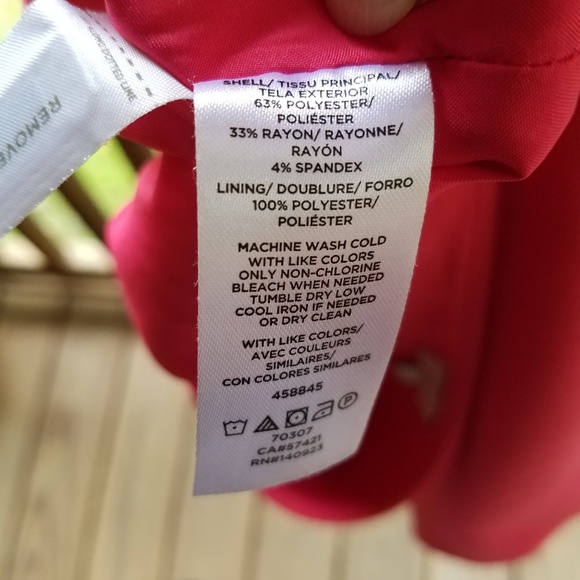 REMOVE
SHELL/ TISSU PRINCIPAL/
TELA EXTERIOR
63% POLYESTER/
POLIÉSTER
33% RAYON/ RAYONNE/
RAYÓN
4% SPANDEX
LINING/ DOUBLURE/ FORRO
100% POLYESTER/
POLIÉSTER
MACHINE WASH COLD
WITH LIKE COLORS
ONLY NON-CHLORINE
BLEACH WHEN NEEDED
TUMBLE DRY LOW
COOL IRON IF NEEDED
OR DRY CLEAN
WITH LIKE COLORS/
AVEC COULEURS
SIMILAIRES/
CON COLORES SIMILARES
458845
P
70307
CA#57421
RN#140923